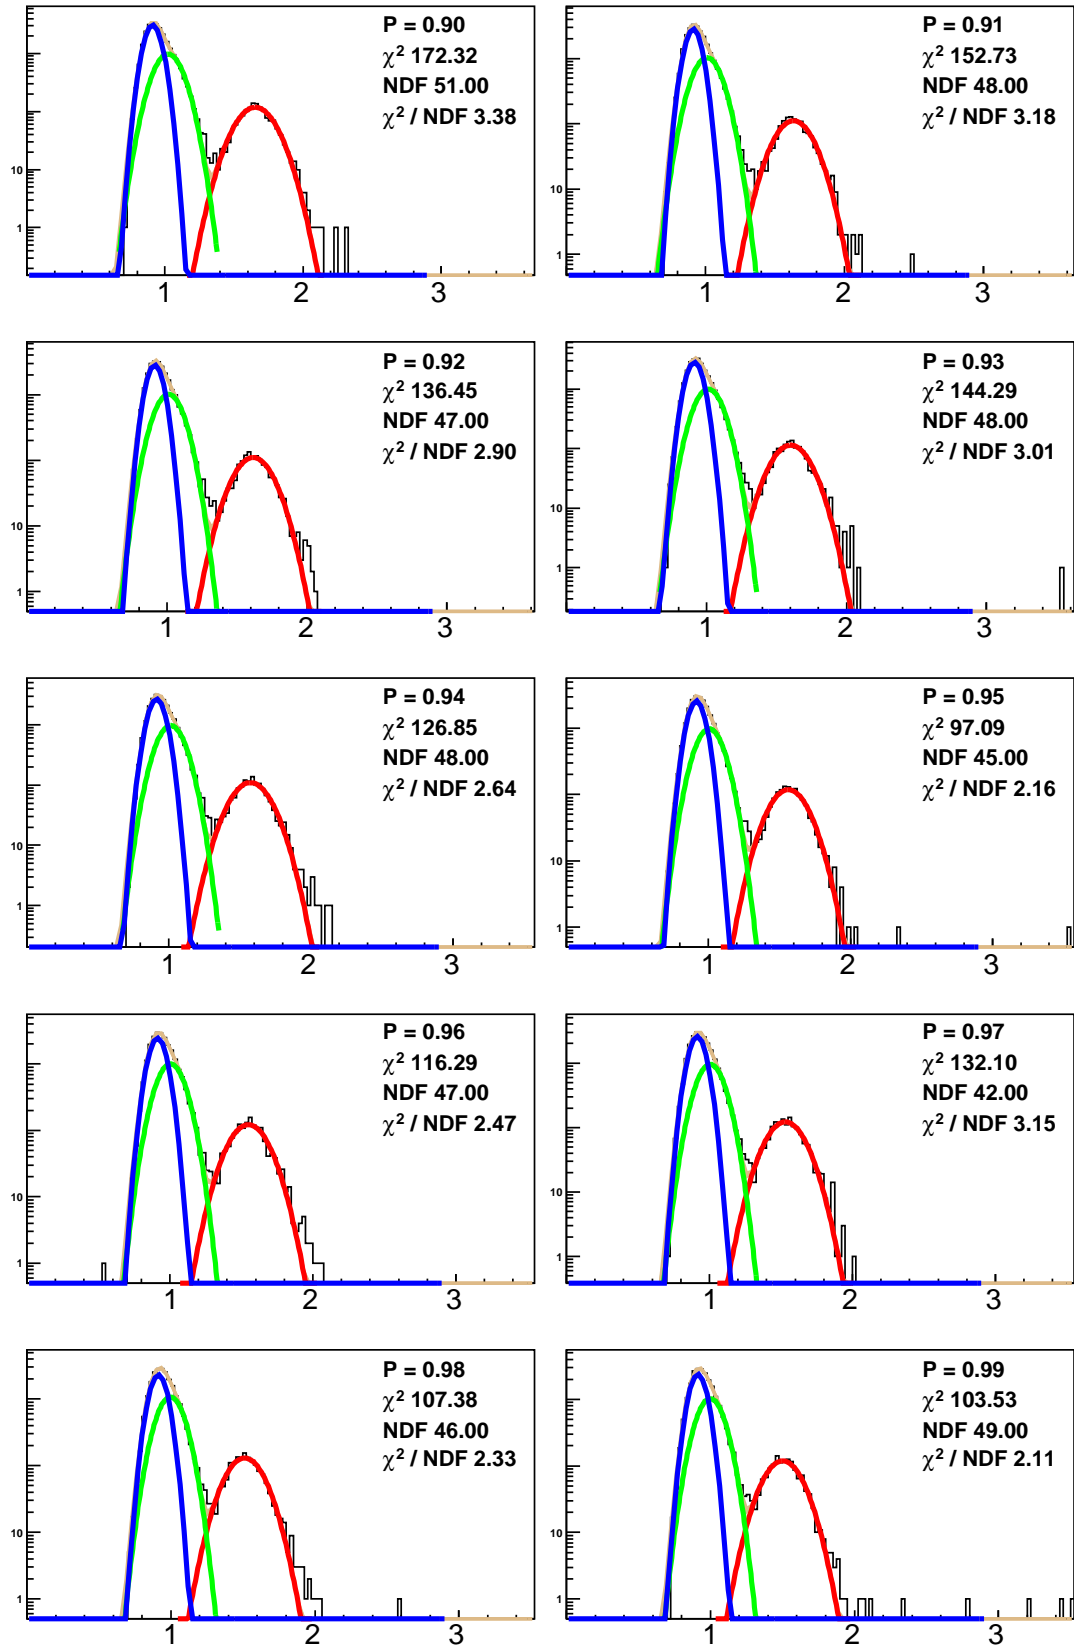 P = 0.90
χ² 172.32
NDF 51.00
χ² / NDF 3.38
10
1
1 2 3
P = 0.91
χ² 152.73
NDF 48.00
χ² / NDF 3.18
10
1
1 2 3
P = 0.92
χ² 136.45
NDF 47.00
χ² / NDF 2.90
10
1
1 2 3
P = 0.93
χ² 144.29
NDF 48.00
χ² / NDF 3.01
10
1
1 2 3
P = 0.94
χ² 126.85
NDF 48.00
χ² / NDF 2.64
10
1
1 2 3
P = 0.95
χ² 97.09
NDF 45.00
χ² / NDF 2.16
10
1
1 2 3
P = 0.96
χ² 116.29
NDF 47.00
χ² / NDF 2.47
10
1
1 2 3
P = 0.97
χ² 132.10
NDF 42.00
χ² / NDF 3.15
10
1
1 2 3
P = 0.98
χ² 107.38
NDF 46.00
χ² / NDF 2.33
10
1
1 2 3
P = 0.99
χ² 103.53
NDF 49.00
χ² / NDF 2.11
10
1
1 2 3